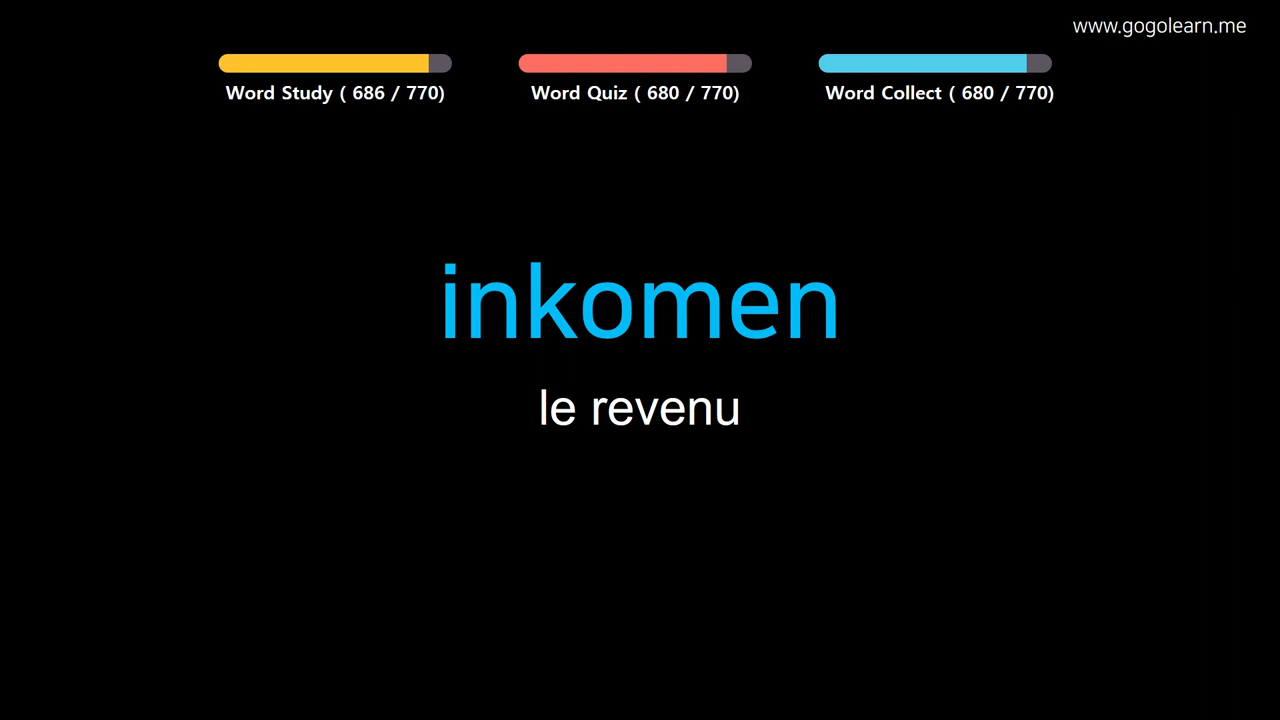 www.gogolearn.me
Word Study ( 686 / 770)
Word Quiz ( 680 / 770)
Word Collect ( 680 / 770)
inkomen
le revenu